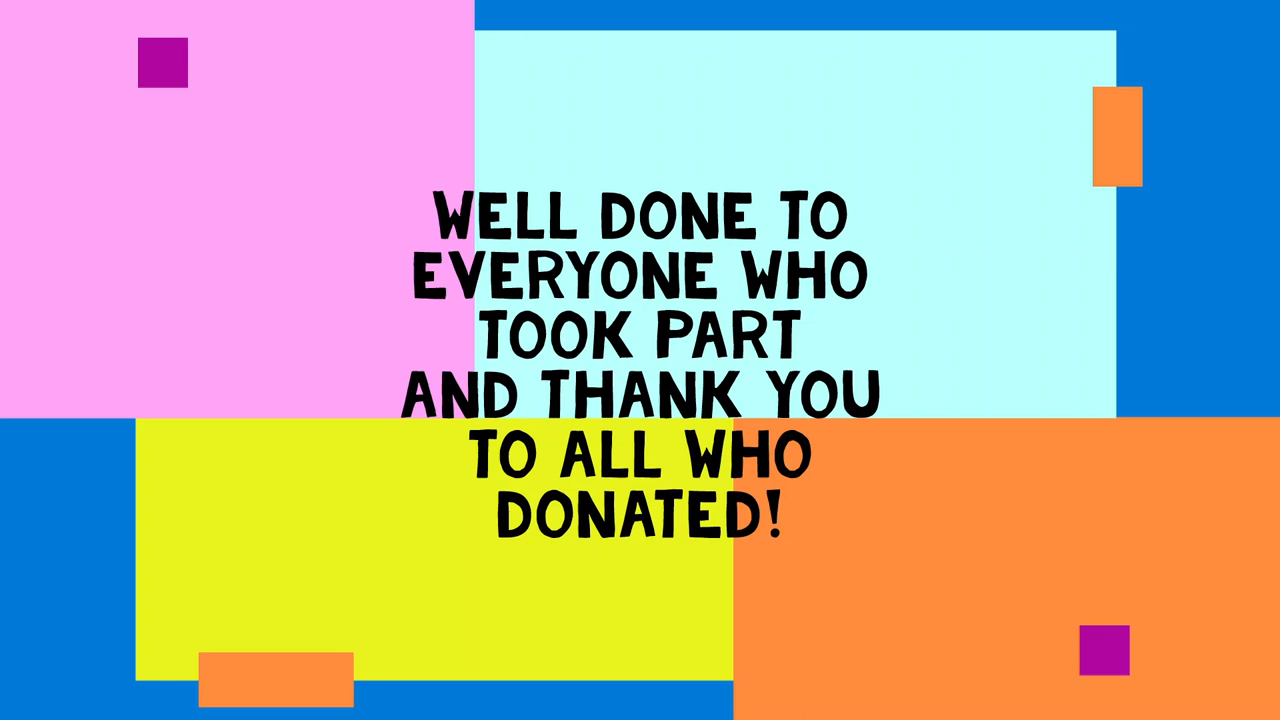 WELL DONE TO
EVERYONE WHO
TOOK PART
AND THANK YOU
TO ALL WHO
DONATED!